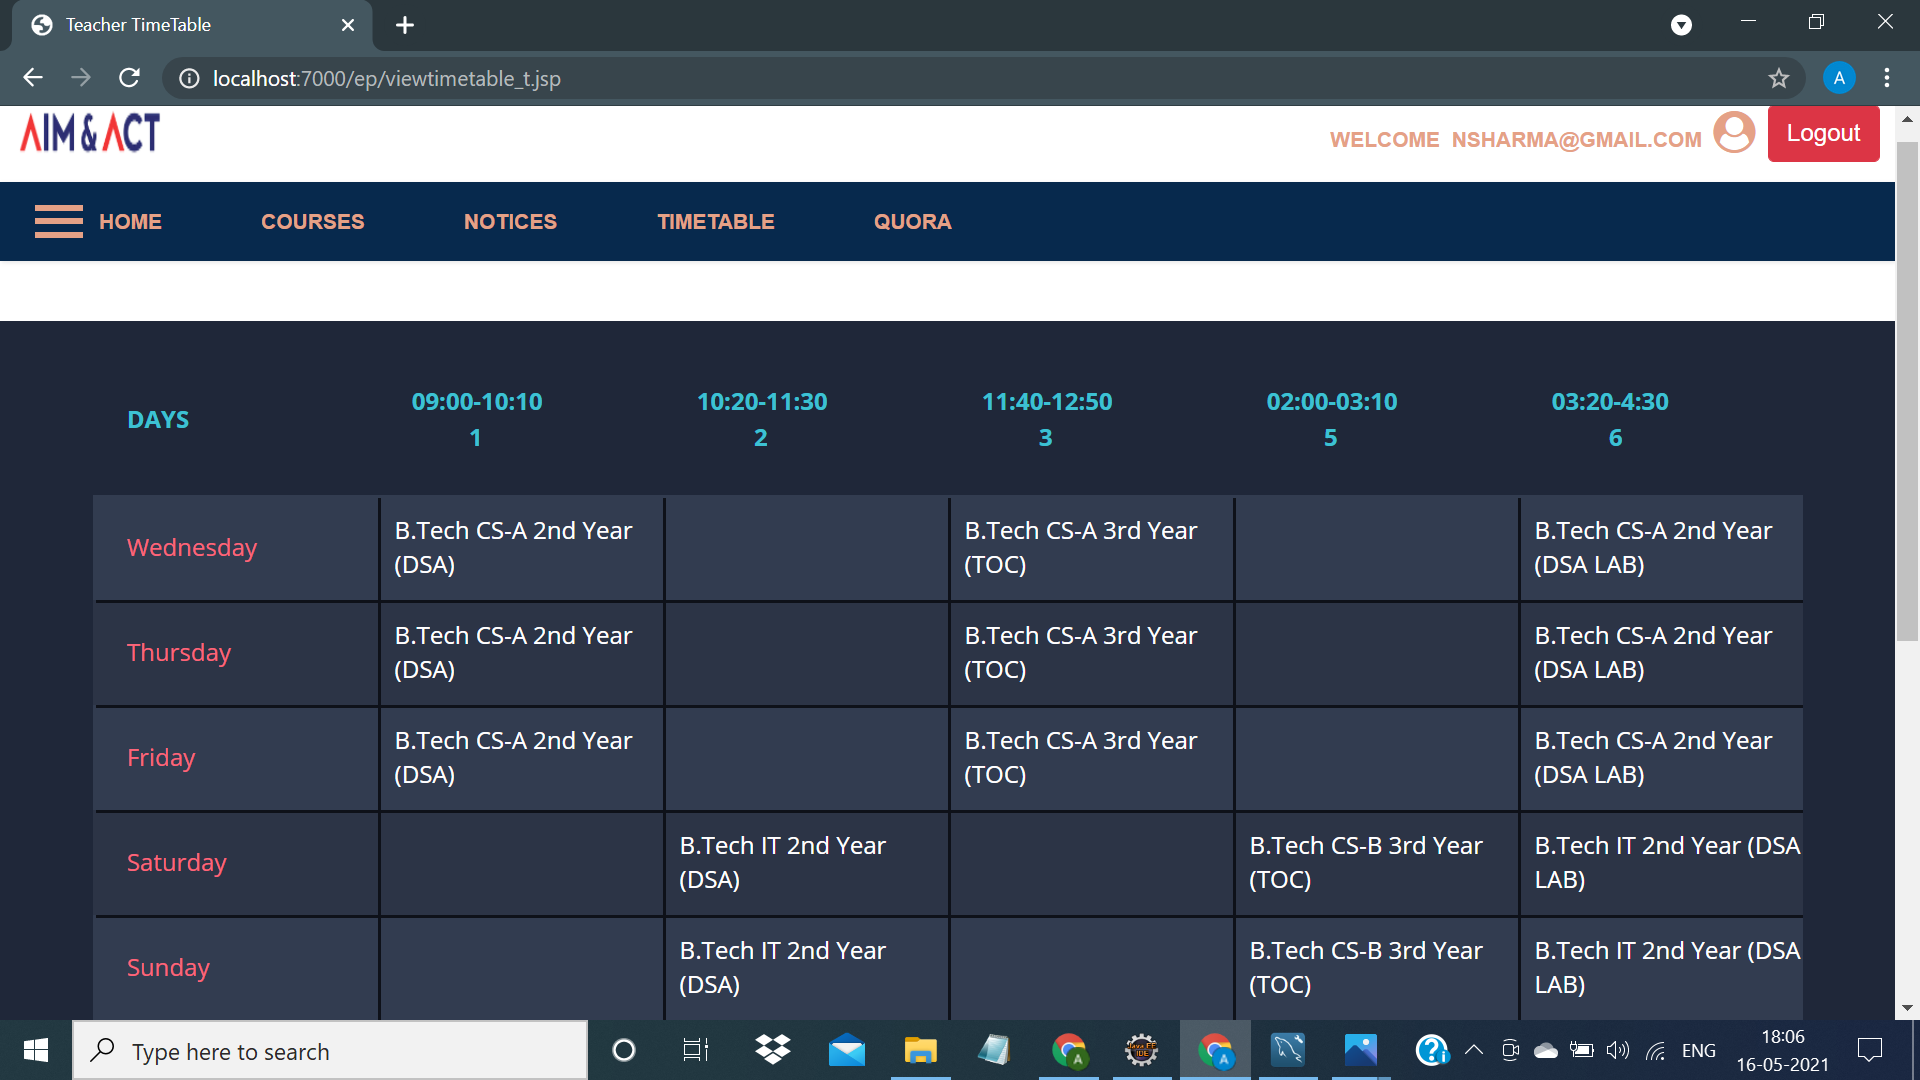 Teacher TimeTable
localhost:7000/ep/viewtimetable_t.jsp
A
AIM & ACT
WELCOME NSHARMA@GMAIL.COM
Logout
HOME COURSES NOTICES TIMETABLE QUORA
DAYS
09:00-10:10
1
10:20-11:30
2
11:40-12:50
3
02:00-03:10
5
03:20-4:30
6
Wednesday
B.Tech CS-A 2nd Year
(DSA)
B.Tech CS-A 3rd Year
(TOC)
B.Tech CS-A 2nd Year
(DSA LAB)
Thursday
B.Tech CS-A 2nd Year
(DSA)
B.Tech CS-A 3rd Year
(TOC)
B.Tech CS-A 2nd Year
(DSA LAB)
Friday
B.Tech CS-A 2nd Year
(DSA)
B.Tech CS-A 3rd Year
(TOC)
B.Tech CS-A 2nd Year
(DSA LAB)
Saturday
B.Tech IT 2nd Year
(DSA)
B.Tech CS-B 3rd Year
(TOC)
B.Tech IT 2nd Year (DSA
LAB)
Sunday
B.Tech IT 2nd Year
(DSA)
B.Tech CS-B 3rd Year
(TOC)
B.Tech IT 2nd Year (DSA
LAB)
Type here to search
A
Java EE
IDE
A
ENG
18:06
16-05-2021